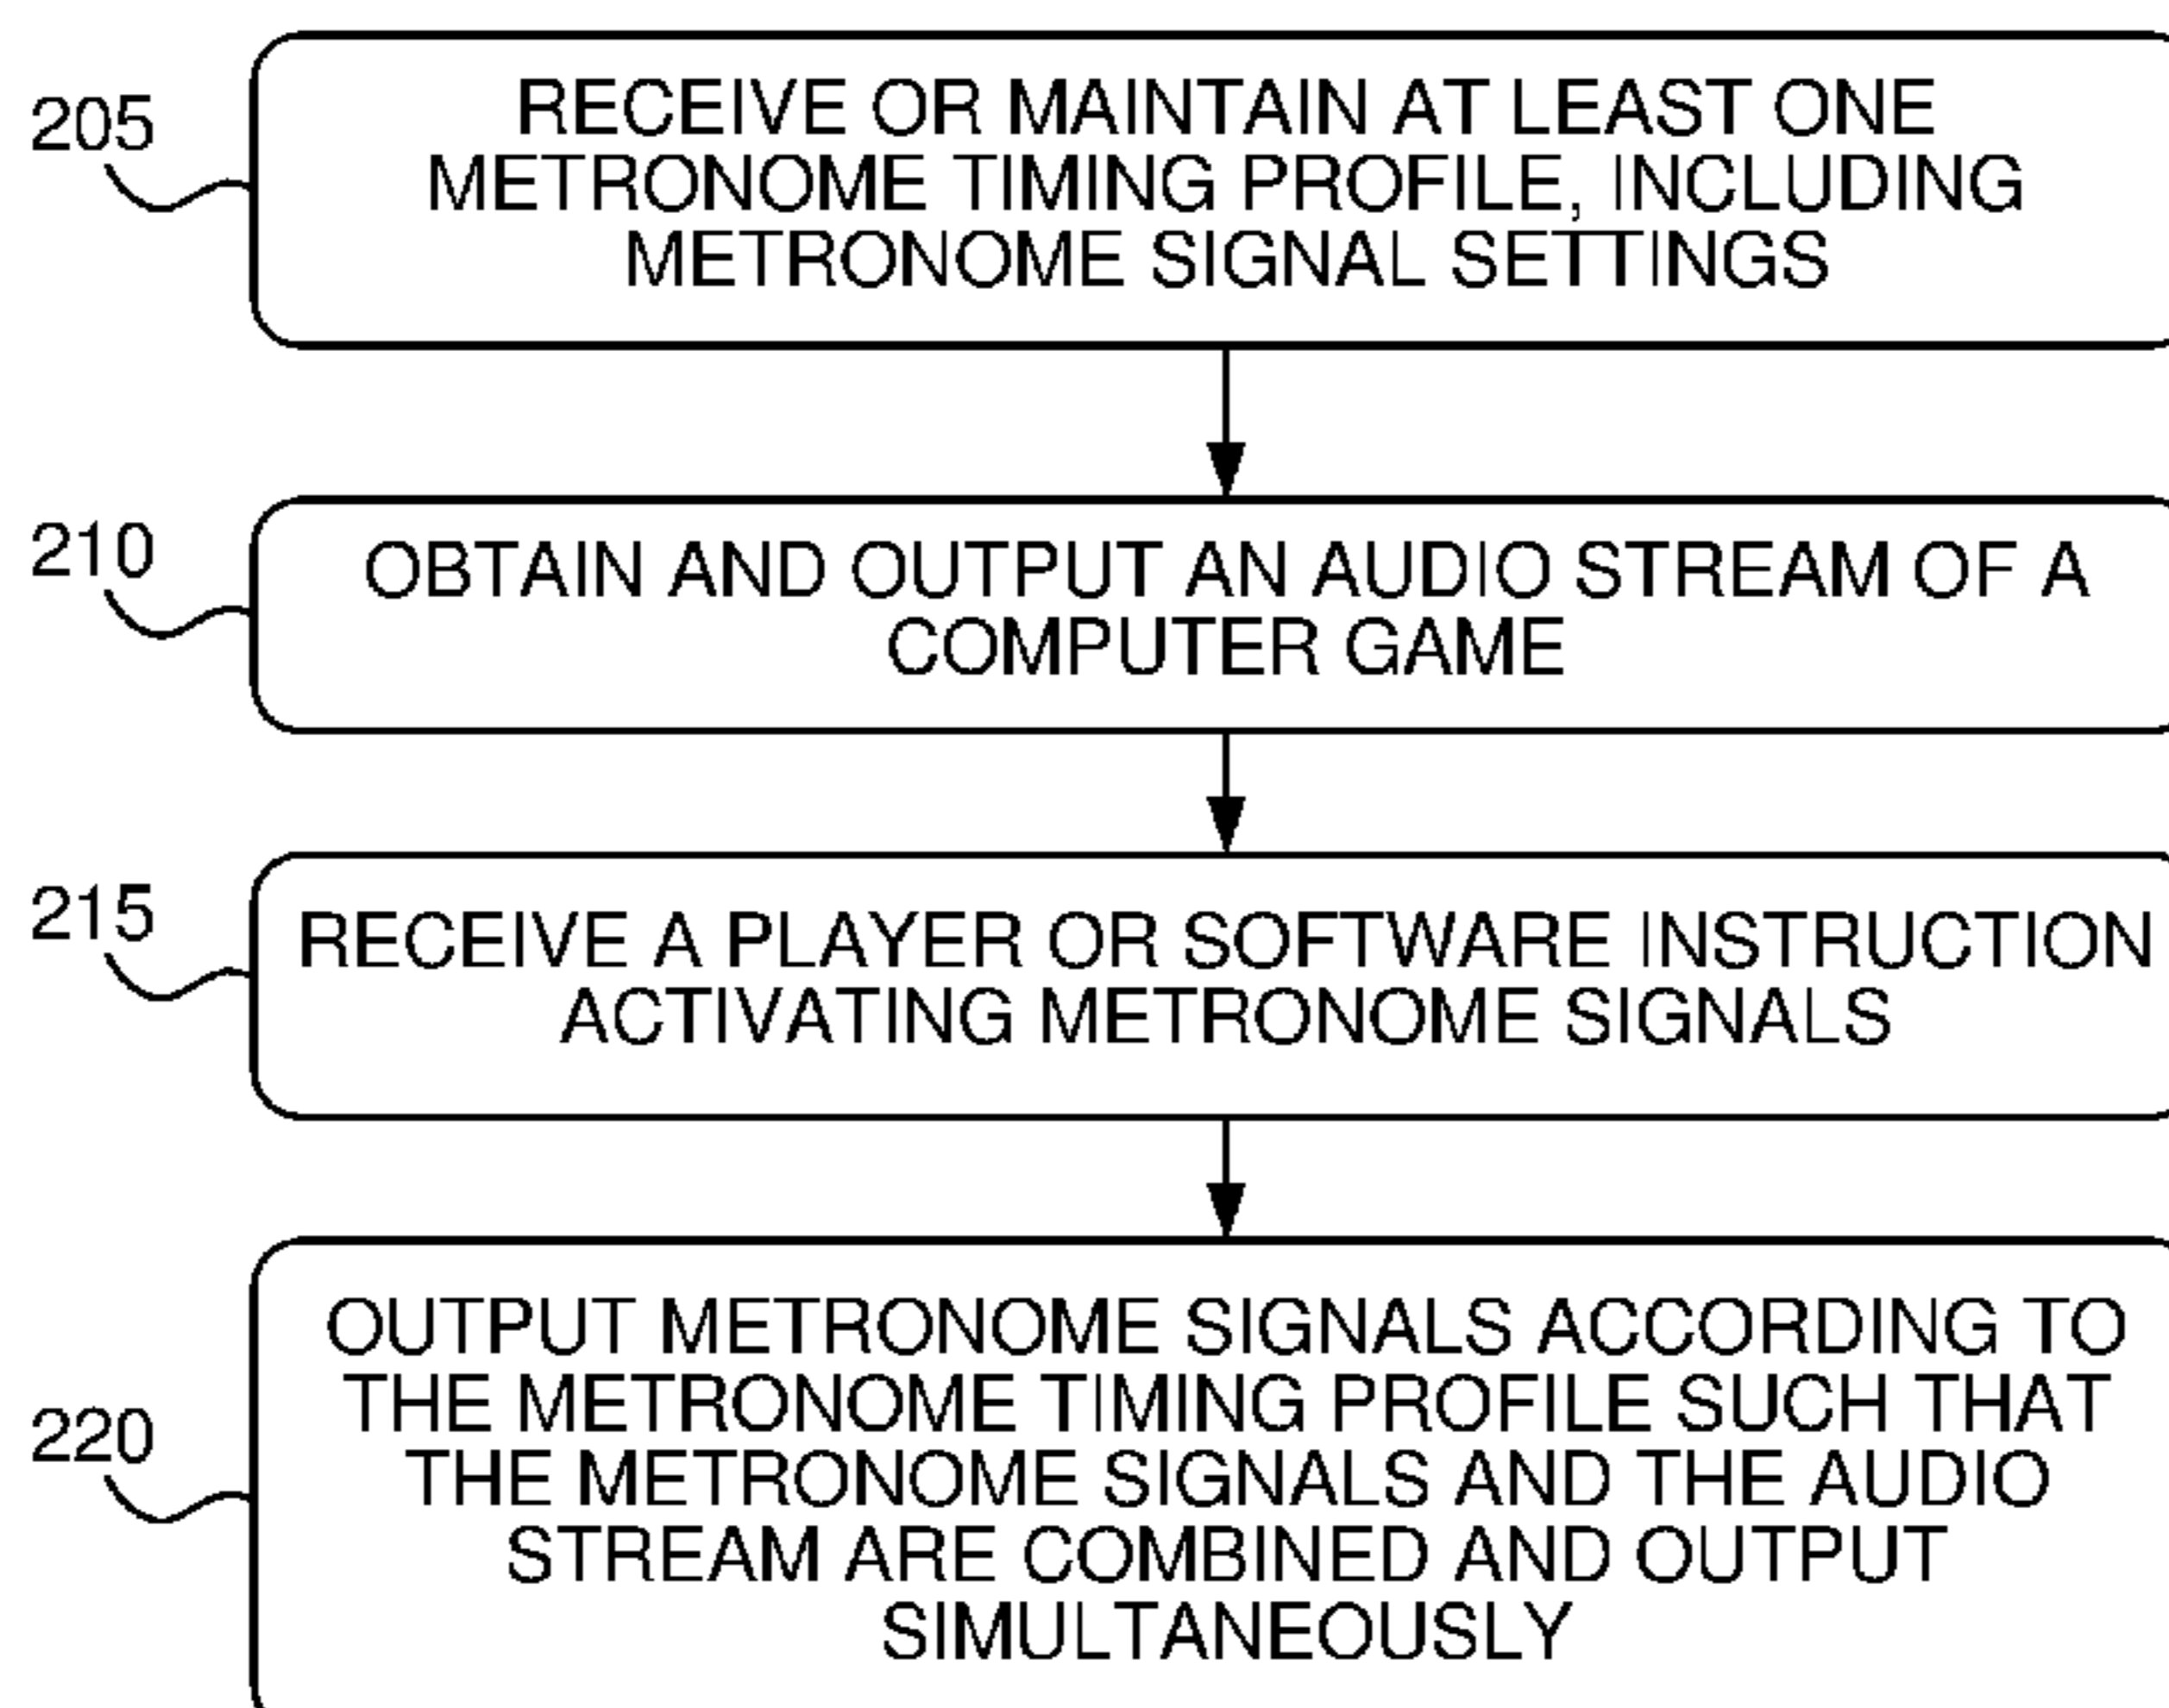 205
RECEIVE OR MAINTAIN AT LEAST ONE
METRONOME TIMING PROFILE, INCLUDING
METRONOME SIGNAL SETTINGS
210
OBTAIN AND OUTPUT AN AUDIO STREAM OF A
COMPUTER GAME
215
RECEIVE A PLAYER OR SOFTWARE INSTRUCTION
ACTIVATING METRONOME SIGNALS
220
OUTPUT METRONOME SIGNALS ACCORDING TO
THE METRONOME TIMING PROFILE SUCH THAT
THE METRONOME SIGNALS AND THE AUDIO
STREAM ARE COMBINED AND OUTPUT
SIMULTANEOUSLY